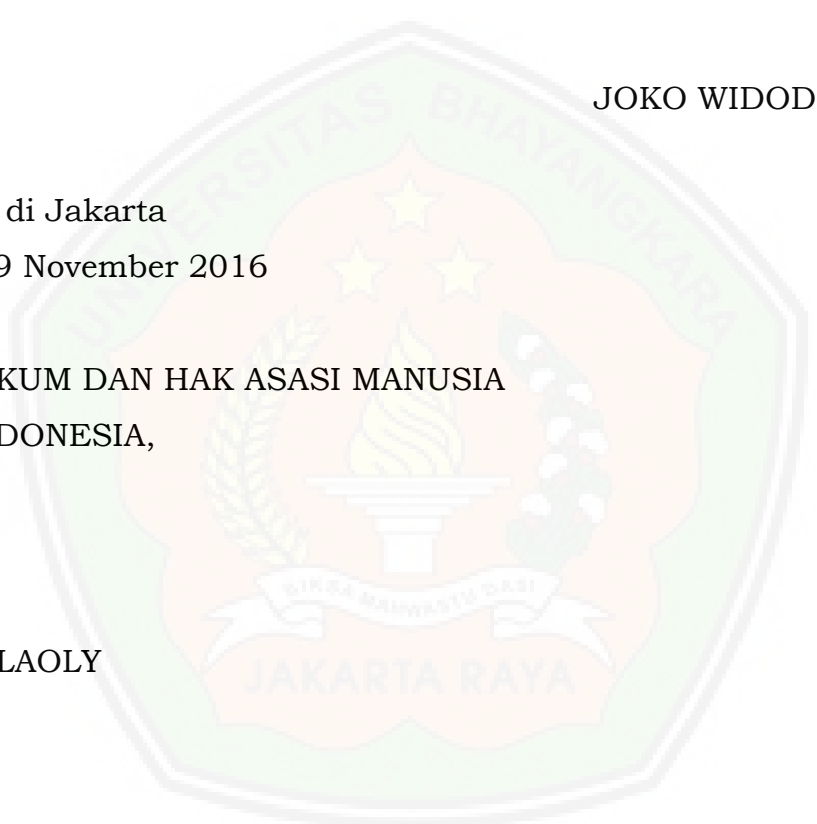 JOKO WIDOD
di Jakarta
9 November 2016
KUM DAN HAK ASASI MANUSIA
DONESIA,
LAOLY
UNIVERSITAS BHAYANGKARA
JAKARTA RAYA